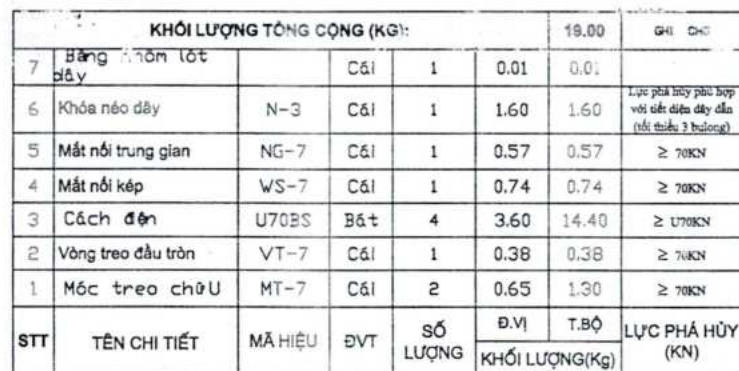 KHỐI LƯỢNG TỔNG CỘNG (KG): 19.00 GHI CHÚ
7 Băng nhôm lót dây Cái 1 0.01 0.01
6 Khóa néo dây N-3 Cái 1 1.60 1.60 Lực phá hủy phù hợp với tiết diện dây dẫn (tối thiểu 3 bulong)
5 Mắt nối trung gian NG-7 Cái 1 0.57 0.57 ≥ 70KN
4 Mắt nối kép WS-7 Cái 1 0.74 0.74 ≥ 70KN
3 Cách điện U70BS Bát 4 3.60 14.40 ≥ U70KN
2 Vòng treo đầu tròn VT-7 Cái 1 0.38 0.38 ≥ 70KN
1 Móc treo chữ U MT-7 Cái 2 0.65 1.30 ≥ 70KN
STT TÊN CHI TIẾT MÃ HIỆU ĐVT SỐ LƯỢNG Đ.VỊ T.BỘ LỰC PHÁ HỦY (KN)
KHỐI LƯỢNG(Kg)